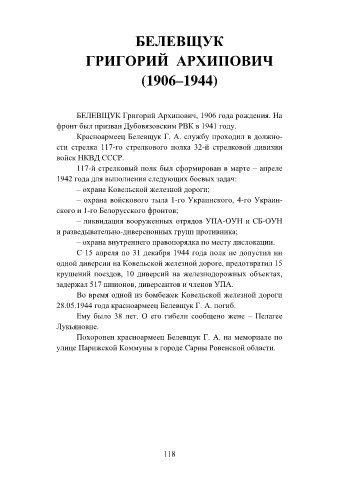 БЕЛЕВЩУК
ГРИГОРИЙ АРХИПОВИЧ
(1906–1944)
БЕЛЕВЩУК Григорий Архипович, 1906 года рождения. На
фронт был призван Дубовязовским РВК в 1941 году.
Красноармеец Белевщук Г. А. службу проходил в должно-
сти стрелка 117-го стрелкового полка 32-й стрелковой дивизии
войск НКВД СССР.
117-й стрелковый полк был сформирован в марте – апреле
1942 года для выполнения следующих боевых задач:
– охрана Ковельской железной дороги;
– охрана войскового тыла 1-го Украинского, 4-го Украин-
ского и 1-го Белорусского фронтов;
– ликвидация вооруженных отрядов УПА-ОУН и СБ-ОУН
и разведывательно-диверсионных групп противника;
– охрана внутреннего правопорядка по месту дислокации.
С 15 апреля по 31 декабря 1944 года полк не допустил ни
одной диверсии на Ковельской железной дороге, предотвратил 15
крушений поездов, 10 диверсий на железнодорожных объектах,
задержал 517 шпионов, диверсантов и членов УПА.
Во время одной из бомбежек Ковельской железной дороги
28.05.1944 года красноармеец Белевщук Г. А. погиб.
Ему было 38 лет. О его гибели сообщено жене – Пелагее
Лукьяновне.
Похоронен красноармеец Белевщук Г. А. на мемориале по
улице Парижской Коммуны в городе Сарны Ровенской области.
118